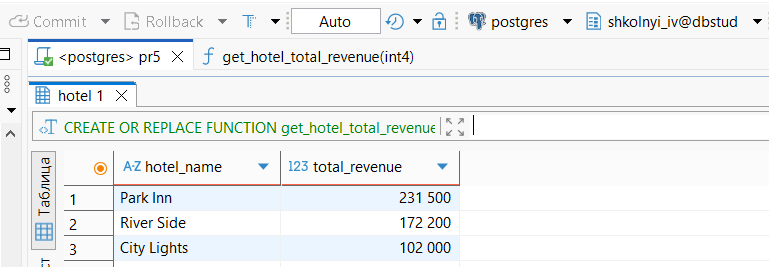 Commit Rollback T Auto postgres shkolnyi_iv@dbstud
<postgres> pr5 X get_hotel_total_revenue(int4)
hotel 1 X
CREATE OR REPLACE FUNCTION get_hotel_total_revenue
Таблица
A-Z hotel_name 123 total_revenue
1 Park Inn 231 500
2 River Side 172 200
3 City Lights 102 000